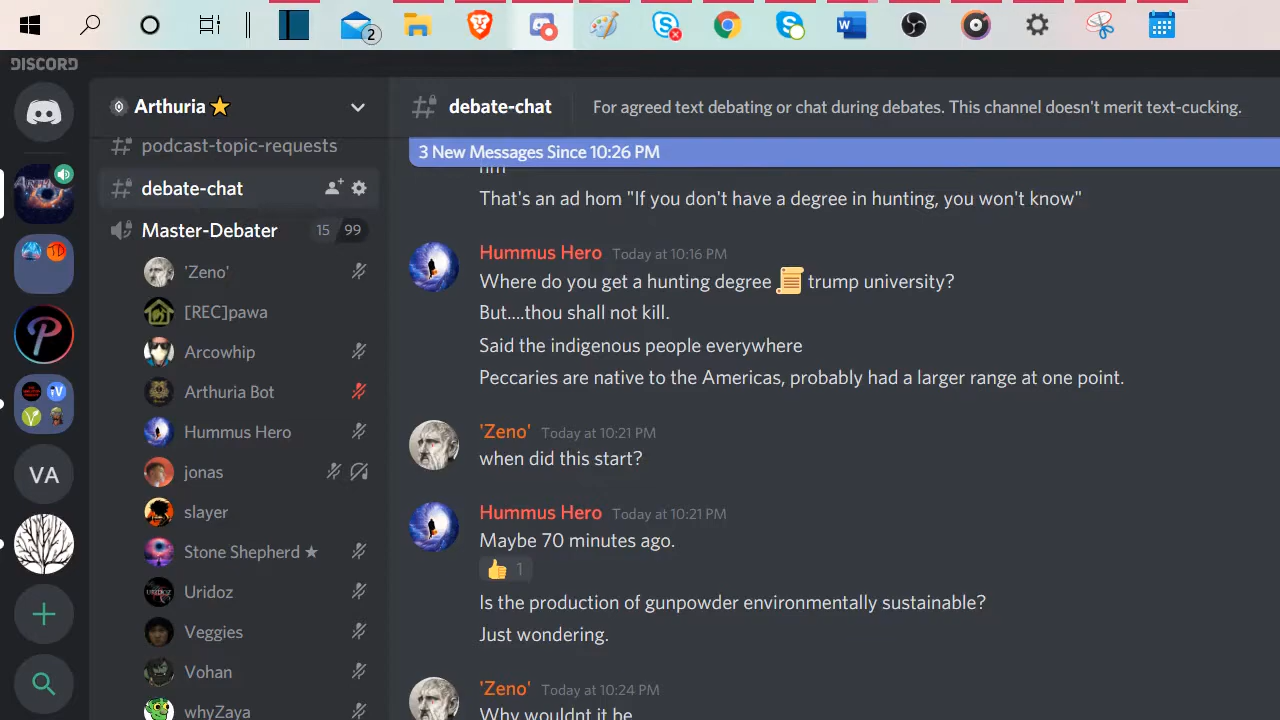 2
DISCORD
Arthuria
debate-chat
For agreed text debating or chat during debates. This channel doesn't merit text-cucking.
podcast-topic-requests
debate-chat
Master-Debater 15 99
'Zeno'
[REC]pawa
Arcowhip
Arthuria Bot
Hummus Hero
jonas
slayer
Stone Shepherd ★
Uridoz
Veggies
Vohan
whyZaya
VA
3 New Messages Since 10:26 PM
That's an ad hom "If you don't have a degree in hunting, you won't know"
Hummus Hero Today at 10:16 PM
Where do you get a hunting degree 📜 trump university?
But....thou shall not kill.
Said the indigenous people everywhere
Peccaries are native to the Americas, probably had a larger range at one point.
'Zeno' Today at 10:21 PM
when did this start?
Hummus Hero Today at 10:21 PM
Maybe 70 minutes ago.
👍 1
Is the production of gunpowder environmentally sustainable?
Just wondering.
'Zeno' Today at 10:24 PM
Why wouldnt it be